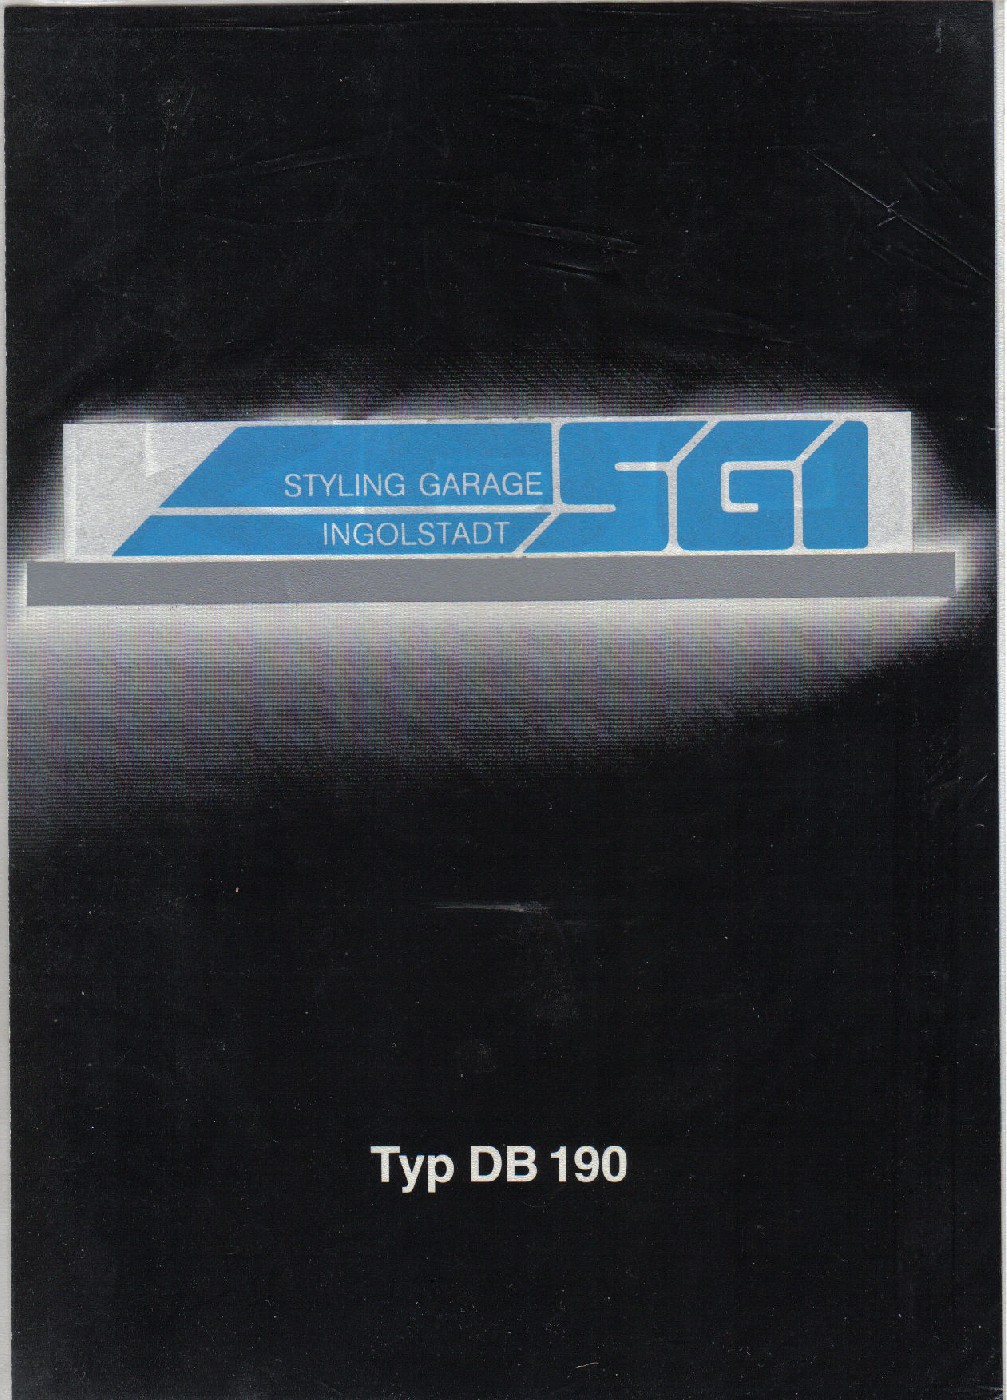 STYLING GARAGE
INGOLSTADT
SGI
Typ DB 190